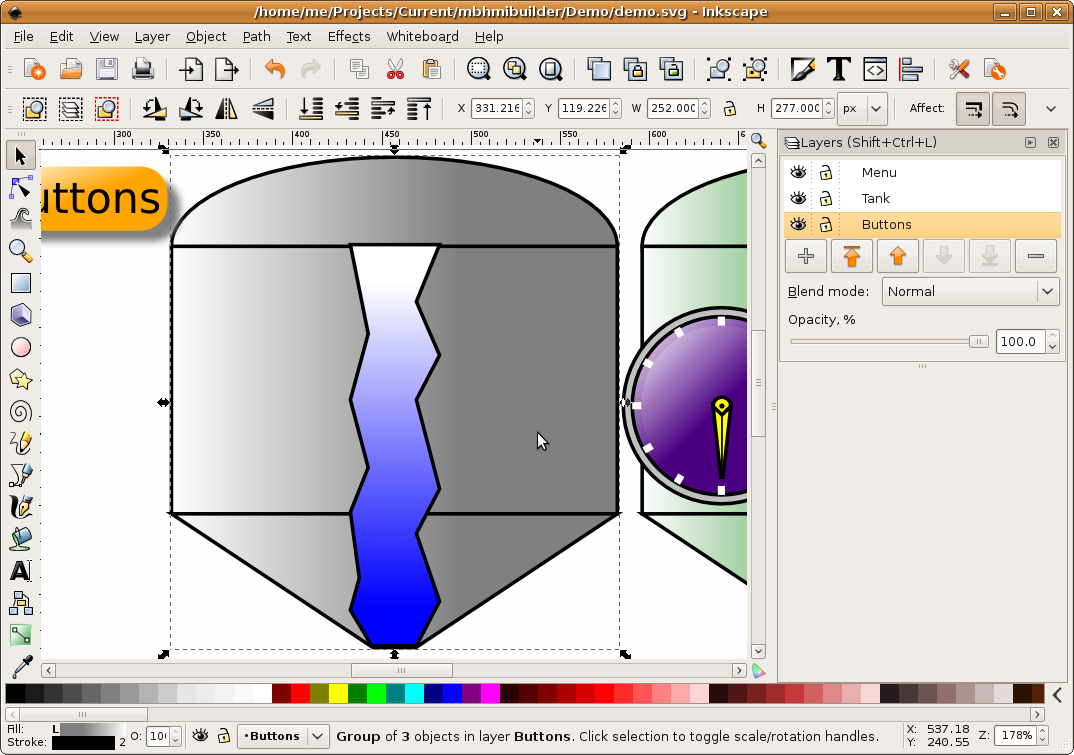 /home/me/Projects/Current/mbhmibuilder/Demo/demo.svg - Inkscape
File Edit View Layer Object Path Text Effects Whiteboard Help
X 331.216 Y 119.226 W 252.000 H 277.000 px Affect:
300 350 400 450 500 550 600
Layers (Shift+Ctrl+L)
Menu
Tank
Buttons
Blend mode: Normal
Opacity, %
100.0
uttons
Fill: L O: 10 •Buttons Group of 3 objects in layer Buttons. Click selection to toggle scale/rotation handles. X: 537.18 Z: 178%
Stroke: 2 Y: 240.55